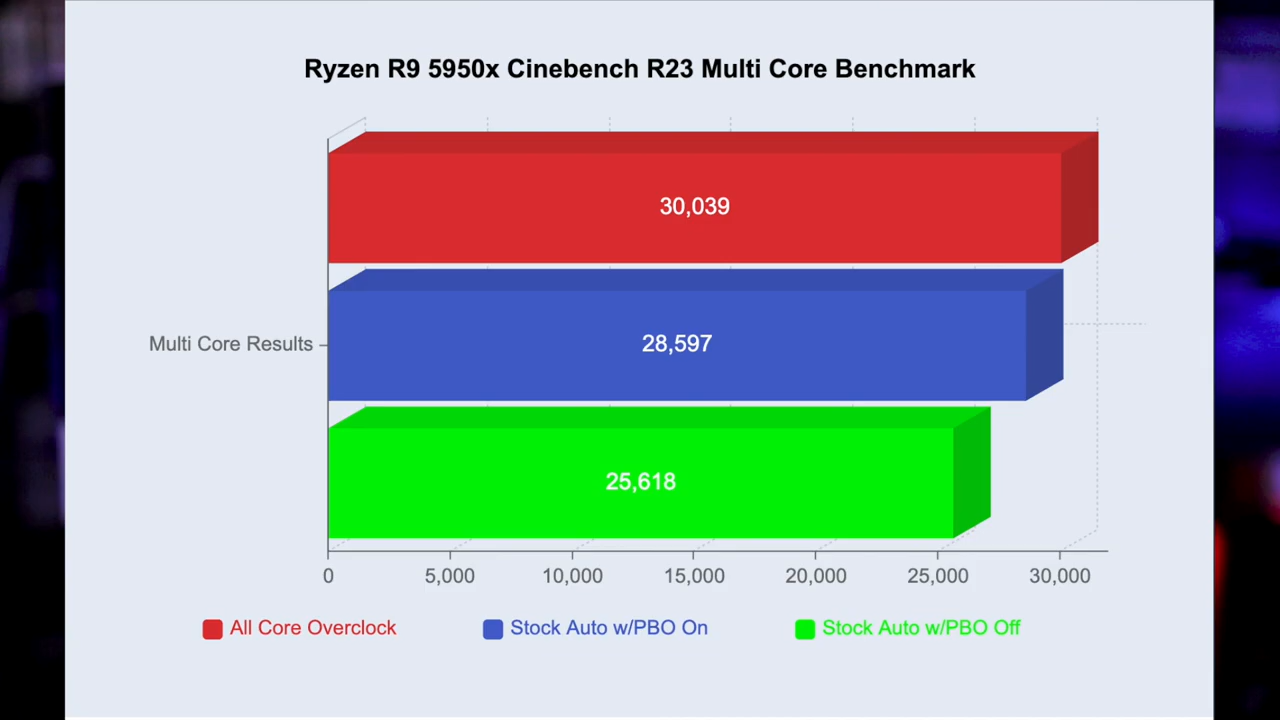 Ryzen R9 5950x Cinebench R23 Multi Core Benchmark
30,039
Multi Core Results
28,597
25,618
0 5,000 10,000 15,000 20,000 25,000 30,000
All Core Overclock Stock Auto w/PBO On Stock Auto w/PBO Off